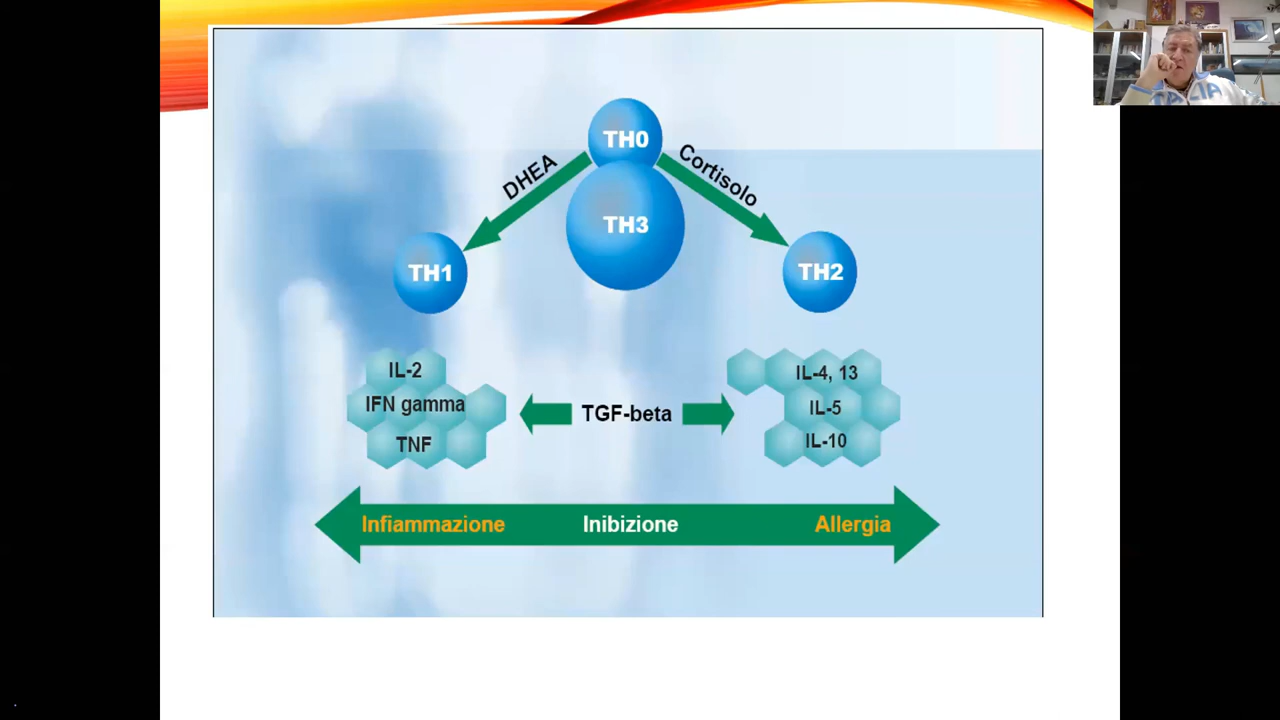 TH0
DHEA
Cortisolo
TH3
TH1
TH2
IL-2
IFN gamma
TNF
TGF-beta
IL-4, 13
IL-5
IL-10
Infiammazione
Inibizione
Allergia
ITALIA